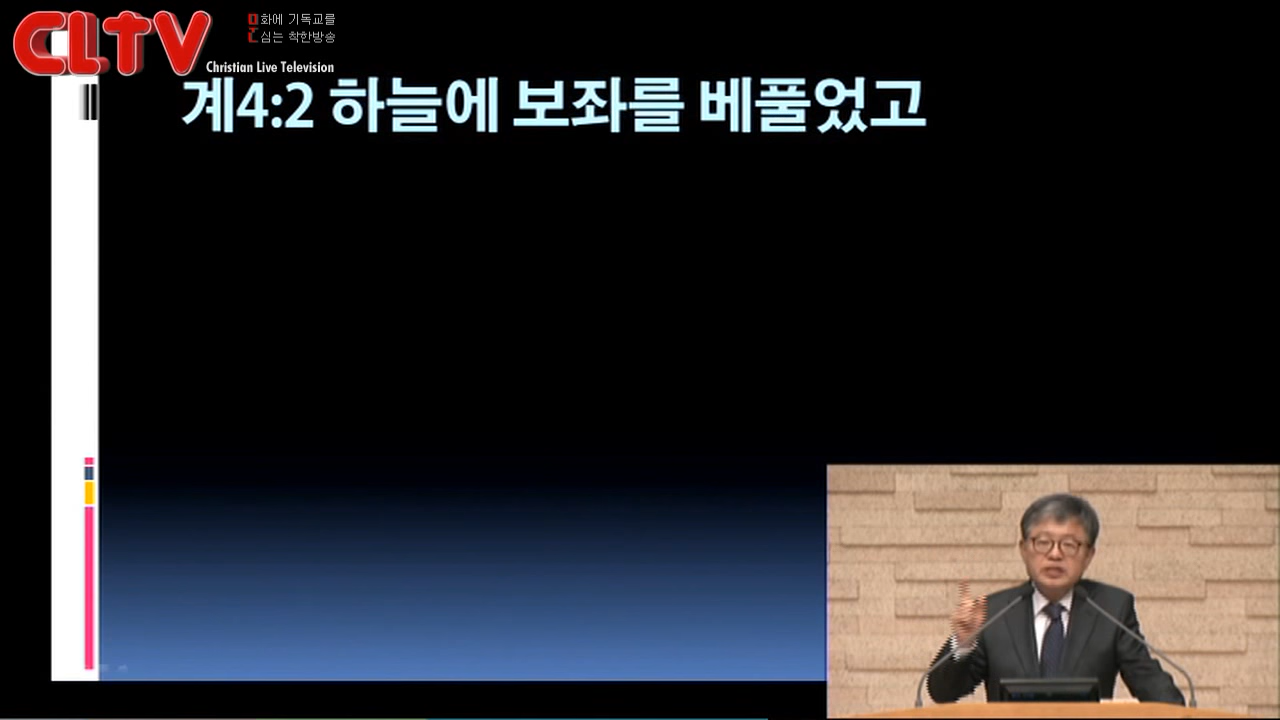 CLTV
문화에 기독교를
심는 착한방송
Christian Live Television
계4:2 하늘에 보좌를 베풀었고